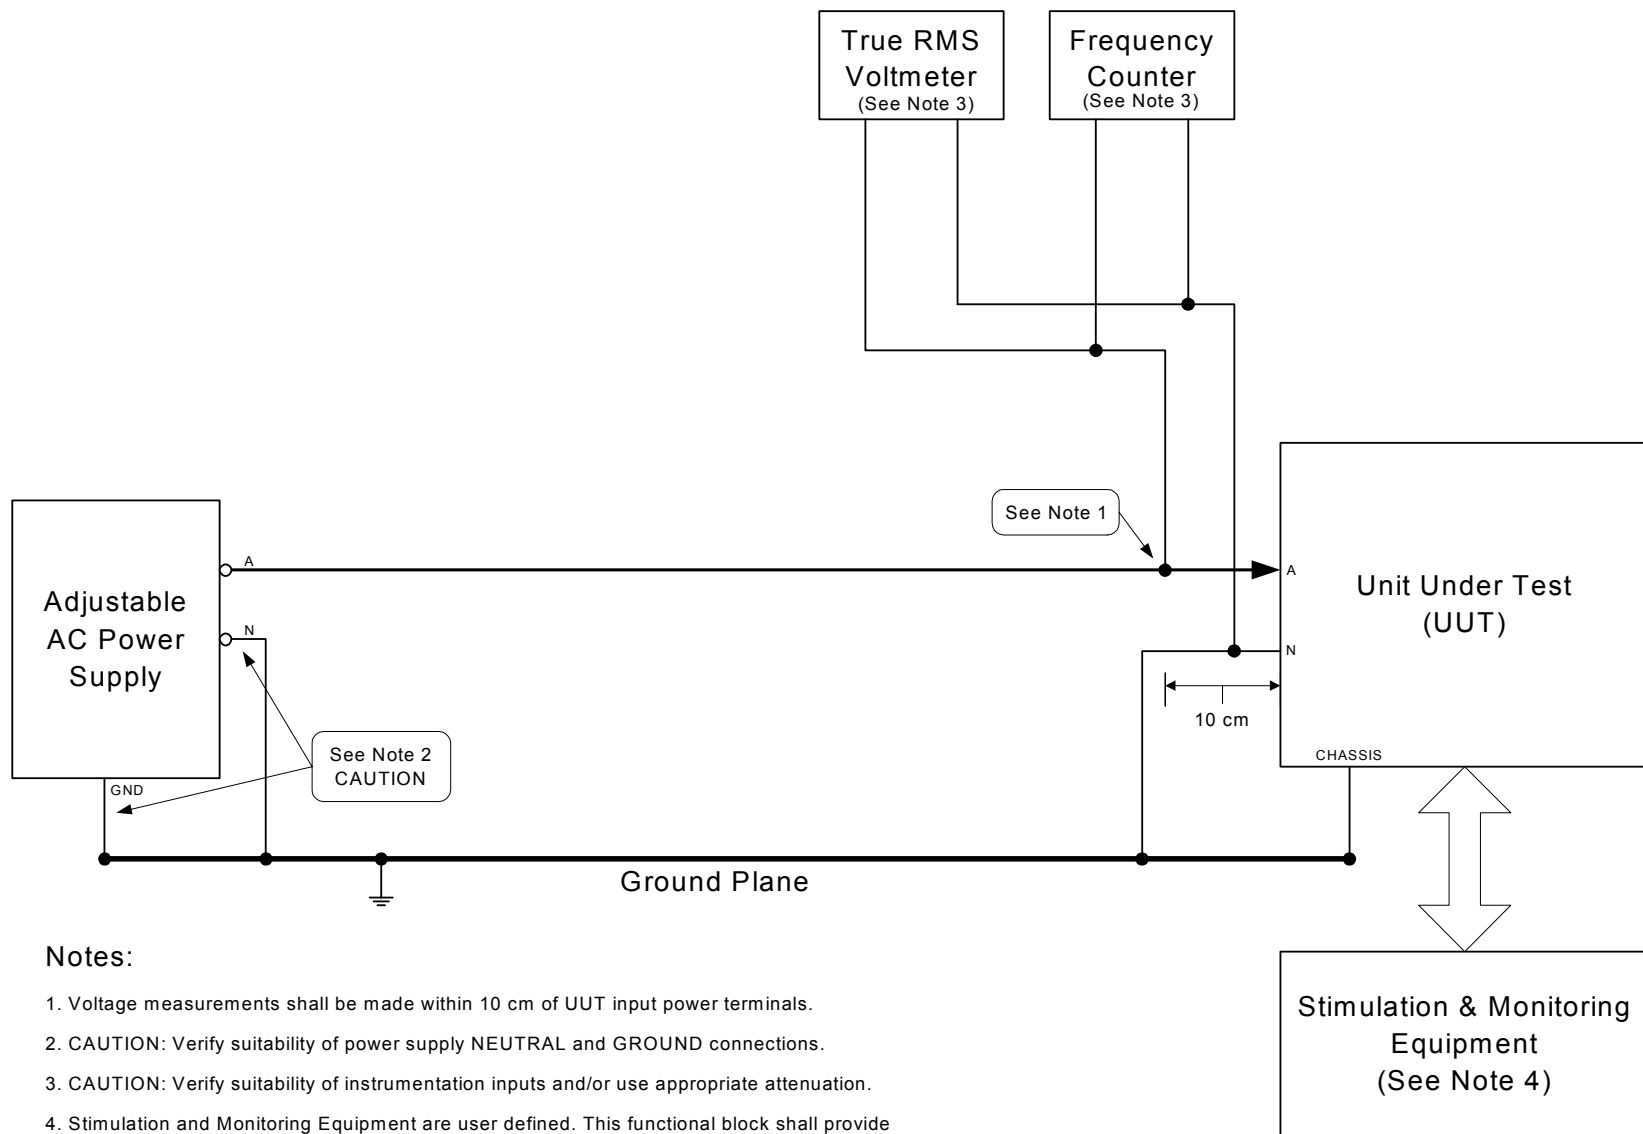 True RMS
Voltmeter
(See Note 3)
Frequency
Counter
(See Note 3)
See Note 1
A
A
Adjustable
AC Power
Supply
N
Unit Under Test
(UUT)
N
10 cm
See Note 2
CAUTION
CHASSIS
GND
Ground Plane
Notes:
1. Voltage measurements shall be made within 10 cm of UUT input power terminals.
2. CAUTION: Verify suitability of power supply NEUTRAL and GROUND connections.
3. CAUTION: Verify suitability of instrumentation inputs and/or use appropriate attenuation.
4. Stimulation and Monitoring Equipment are user defined. This functional block shall provide
Stimulation & Monitoring
Equipment
(See Note 4)